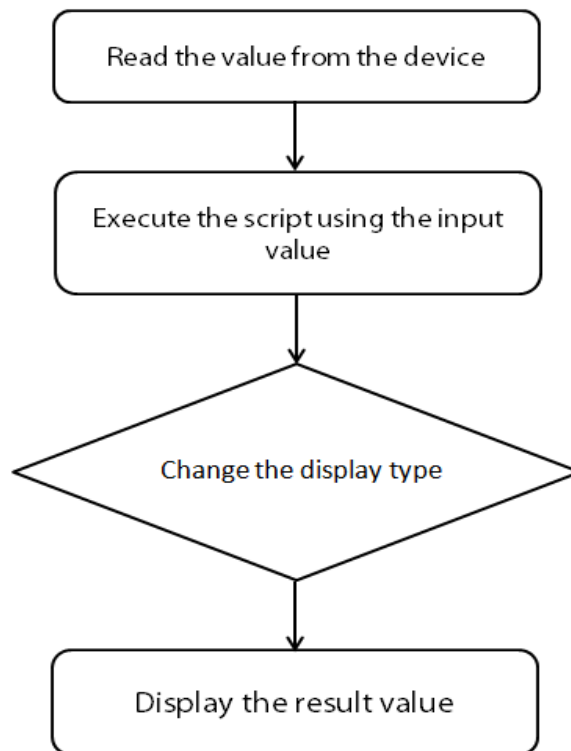 Read the value from the device
Execute the script using the input
value
Change the display type
Display the result value